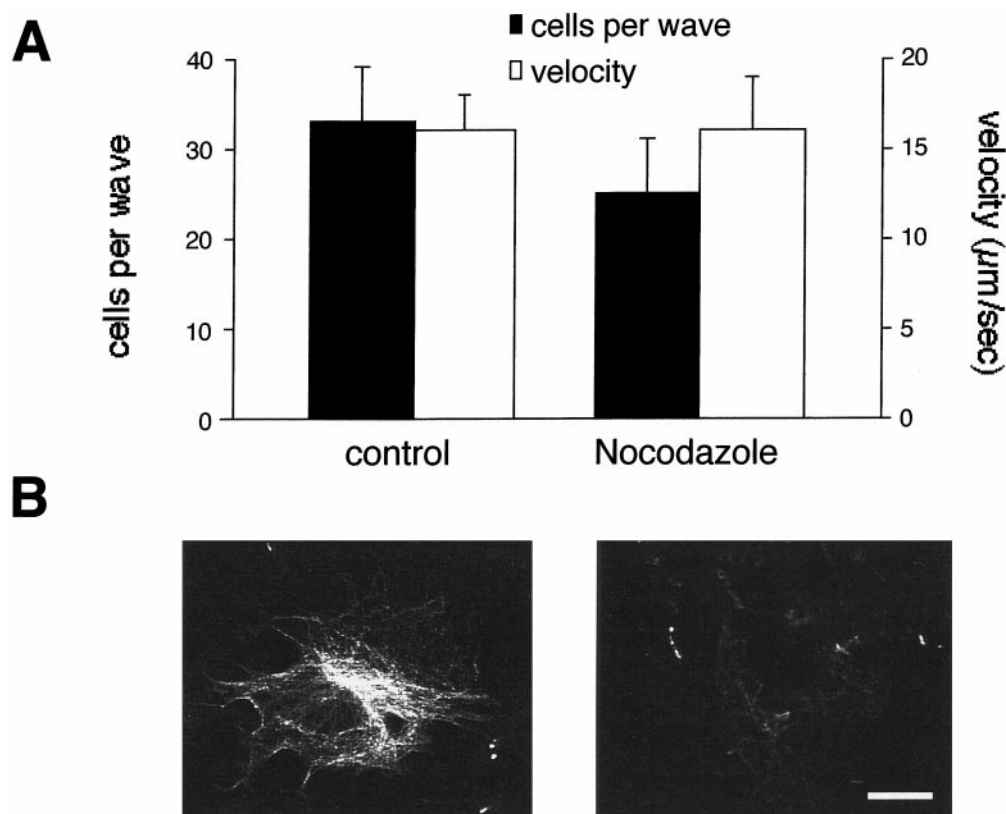 A
cells per wave
velocity
40
30
20
10
0
cells per wave
20
15
10
5
0
velocity (µm/sec)
control
Nocodazole
B